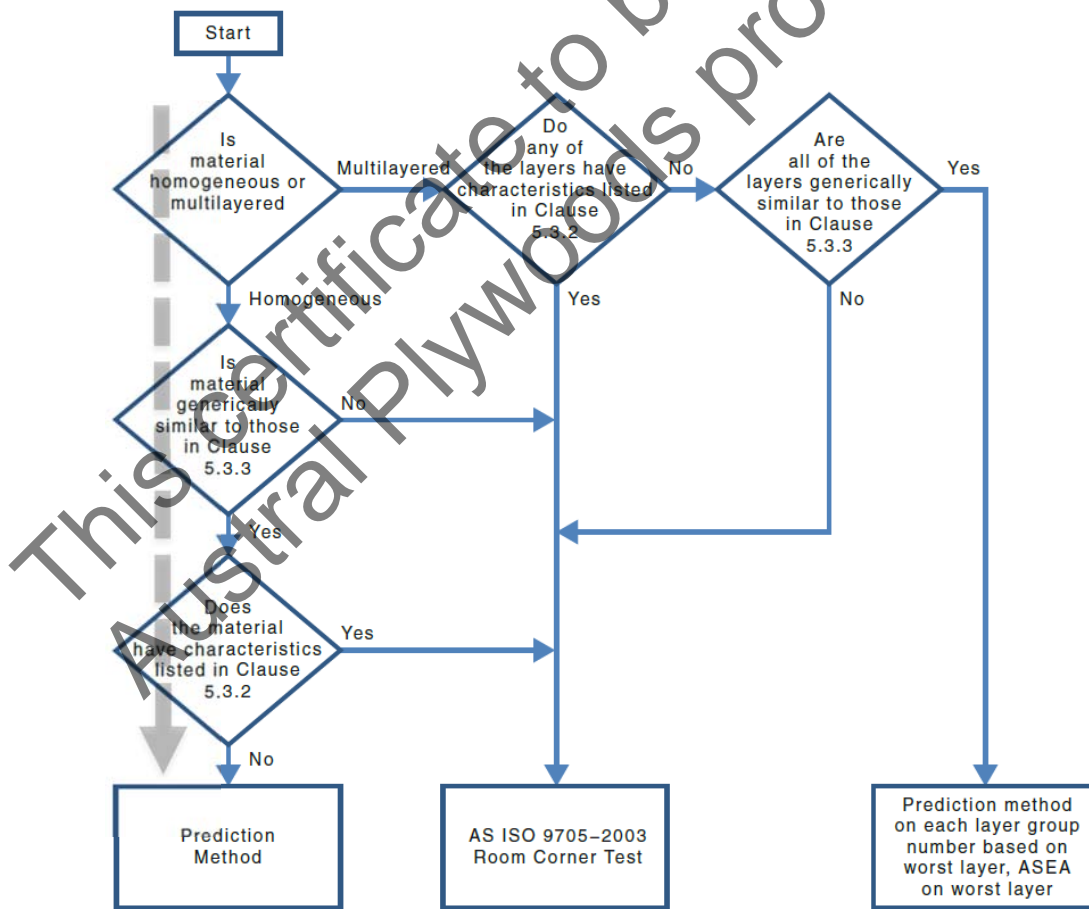 Start
Is
material
homogeneous or
multilayered
Multilayered
Do
any of
the layers have
characteristics listed
in Clause
5.3.2
No
Are
all of the
layers generically
similar to those
in Clause
5.3.3
Yes
Homogeneous
Yes
No
Is
material
generically
similar to those
in Clause
5.3.3
No
Yes
Does
the material
have characteristics
listed in Clause
5.3.2
Yes
No
Prediction
Method
AS ISO 9705–2003
Room Corner Test
Prediction method
on each layer group
number based on
worst layer, ASEA
on worst layer
This certificate to b
Austral Plywoods pro